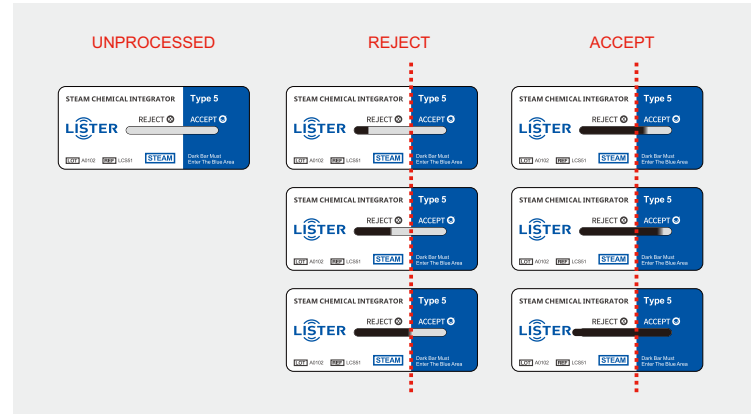 UNPROCESSED
REJECT
ACCEPT
STEAM CHEMICAL INTEGRATOR Type 5
REJECT ACCEPT
LISTER
LOT A0102 REF LCS51 STEAM
Dark Bar Must
Enter The Blue Area
STEAM CHEMICAL INTEGRATOR Type 5
REJECT ACCEPT
LISTER
LOT A0102 REF LCS51 STEAM
Dark Bar Must
Enter The Blue Area
STEAM CHEMICAL INTEGRATOR Type 5
REJECT ACCEPT
LISTER
LOT A0102 REF LCS51 STEAM
Dark Bar Must
Enter The Blue Area
STEAM CHEMICAL INTEGRATOR Type 5
REJECT ACCEPT
LISTER
LOT A0102 REF LCS51 STEAM
Dark Bar Must
Enter The Blue Area
STEAM CHEMICAL INTEGRATOR Type 5
REJECT ACCEPT
LISTER
LOT A0102 REF LCS51 STEAM
Dark Bar Must
Enter The Blue Area
STEAM CHEMICAL INTEGRATOR Type 5
REJECT ACCEPT
LISTER
LOT A0102 REF LCS51 STEAM
Dark Bar Must
Enter The Blue Area
STEAM CHEMICAL INTEGRATOR Type 5
REJECT ACCEPT
LISTER
LOT A0102 REF LCS51 STEAM
Dark Bar Must
Enter The Blue Area